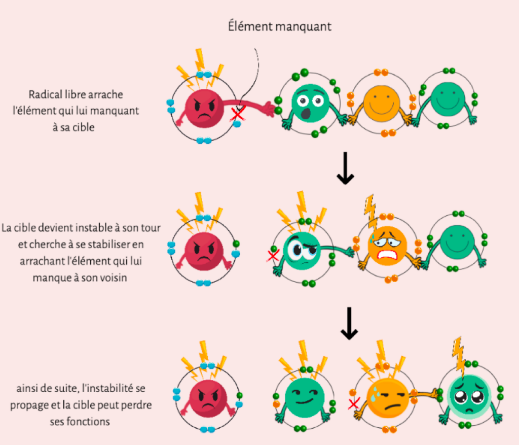 Élément manquant
Radical libre arrache
l'élément qui lui manquant
à sa cible
La cible devient instable à son tour
et cherche à se stabiliser en
arrachant l'élément qui lui
manque à son voisin
ainsi de suite, l'instabilité se
propage et la cible peut perdre
ses fonctions